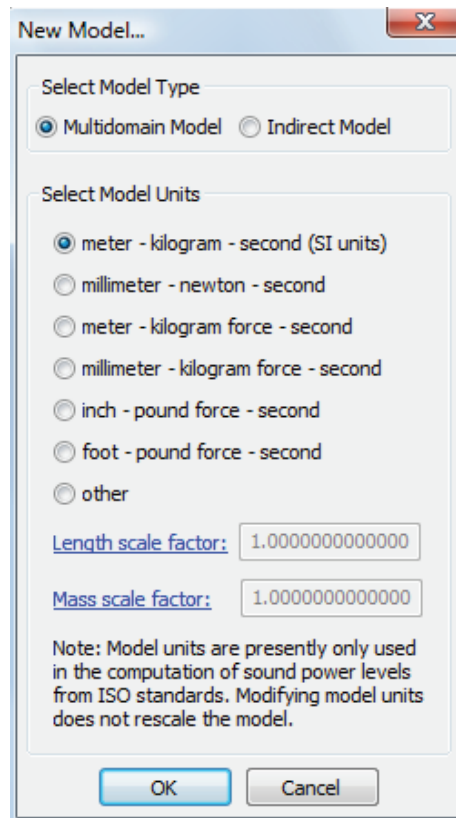 New Model...
Select Model Type
Multidomain Model Indirect Model
Select Model Units
meter - kilogram - second (SI units)
millimeter - newton - second
meter - kilogram force - second
millimeter - kilogram force - second
inch - pound force - second
foot - pound force - second
other
Length scale factor: 1.0000000000000
Mass scale factor: 1.0000000000000
Note: Model units are presently only used
in the computation of sound power levels
from ISO standards. Modifying model units
does not rescale the model.
OK Cancel